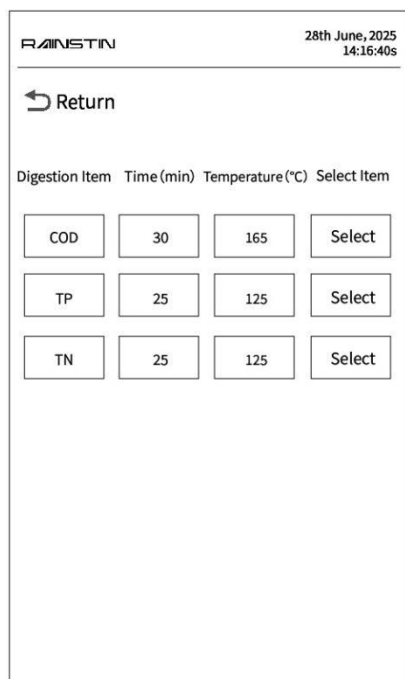 RAINSTIN
28th June, 2025
14:16:40s
Return
Digestion Item Time (min) Temperature (°C) Select Item
COD 30 165 Select
TP 25 125 Select
TN 25 125 Select